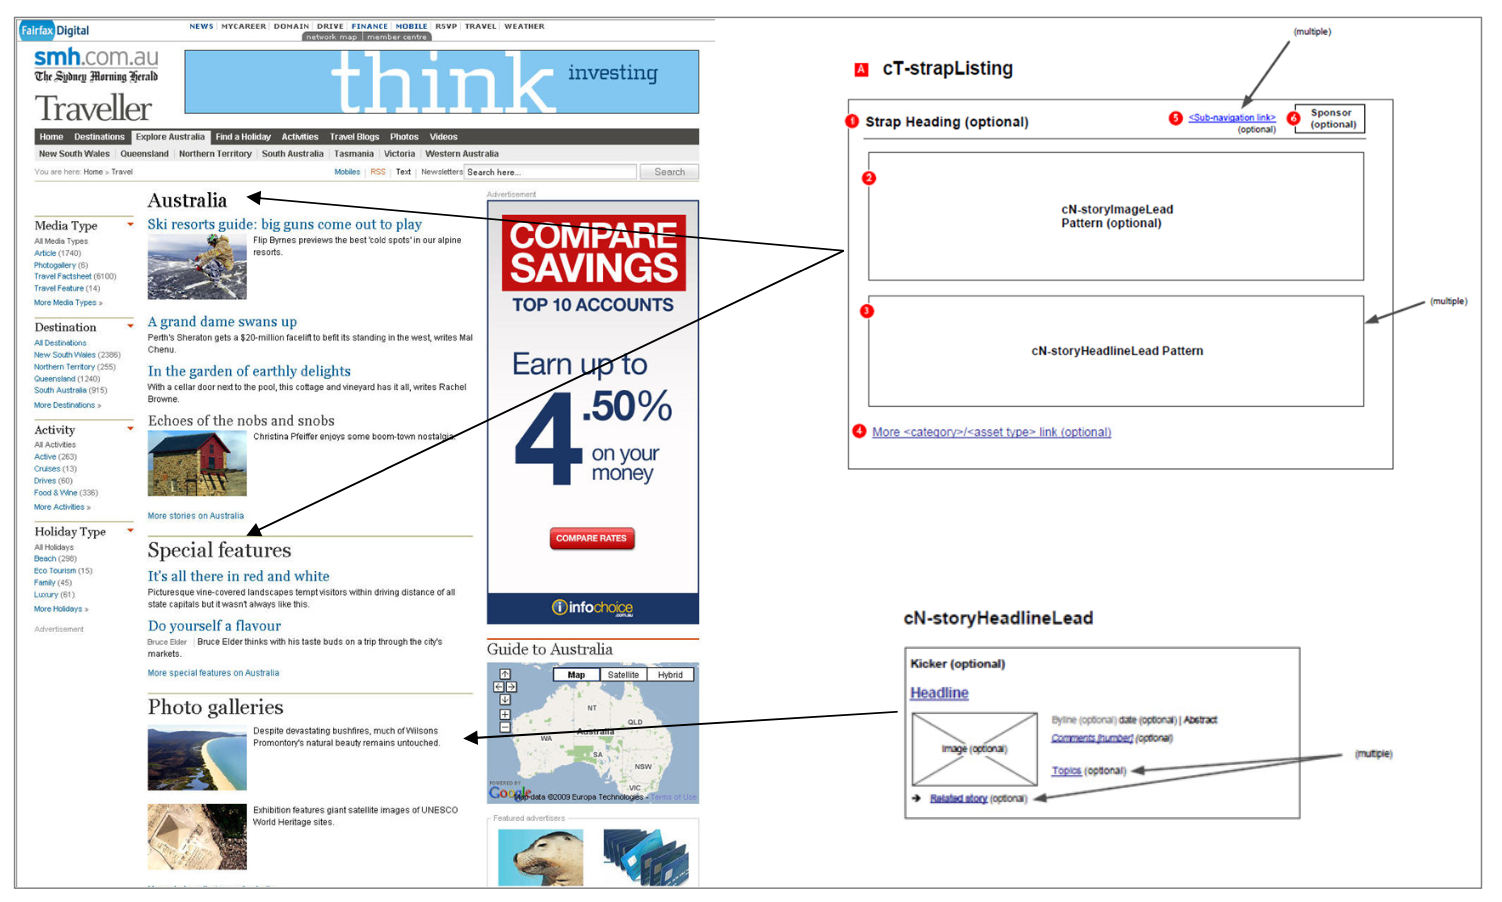 Fairfax Digital
NEWS | MYCAREER | DOMAIN | DRIVE | FINANCE | MOBILE | RSVP | TRAVEL | WEATHER
network map | member centre
smh.com.au
The Sydney Morning Herald
Traveller
think investing
Home Destinations Explore Australia Find a Holiday Activities Travel Blogs Photos Videos
New South Wales | Queensland | Northern Territory | South Australia | Tasmania | Victoria | Western Australia
You are here: Home » Travel
Mobiles | RSS | Text | Newsletters Search here... Search
Media Type
All Media Types
Article (1740)
Photogallery (6)
Travel Factsheet (6100)
Travel Feature (14)
More Media Types »
Destination
All Destinations
New South Wales (2386)
Northern Territory (255)
Queensland (1240)
South Australia (915)
More Destinations »
Activity
All Activities
Active (263)
Cruises (13)
Drives (60)
Food & Wine (336)
More Activities »
Holiday Type
All Holidays
Beach (298)
Eco Tourism (15)
Family (45)
Luxury (61)
More Holidays »
Advertisement
Australia
Ski resorts guide: big guns come out to play
Flip Byrnes previews the best 'cold spots' in our alpine
resorts.
A grand dame swans up
Perth's Sheraton gets a $20-million facelift to befit its standing in the west, writes Mal
Chenu.
In the garden of earthly delights
With a cellar door next to the pool, this cottage and vineyard has it all, writes Rachel
Browne.
Echoes of the nobs and snobs
Christina Pfeiffer enjoys some boom-town nostalgia.
More stories on Australia
Special features
It's all there in red and white
Picturesque vine-covered landscapes tempt visitors within driving distance of all
state capitals but it wasn't always like this.
Do yourself a flavour
Bruce Elder | Bruce Elder thinks with his taste buds on a trip through the city's
markets.
More special features on Australia
Photo galleries
Despite devastating bushfires, much of Wilsons
Promontory's natural beauty remains untouched.
Exhibition features giant satellite images of UNESCO
World Heritage sites.
Advertisement
COMPARE
SAVINGS
TOP 10 ACCOUNTS
Earn up to
4.50%
on your
money
COMPARE RATES
infochoice
.com.au
Guide to Australia
Map Satellite Hybrid
NT
QLD
WA
Australia
SA
NSW
VIC
POWERED BY
Google
Map data ©2009 Europa Technologies - Terms of Use
Featured advertisers
(multiple)
A cT-strapListing
1 Strap Heading (optional)
5 <Sub-navigation link>
(optional)
6 Sponsor
(optional)
2
cN-storyImageLead
Pattern (optional)
3
(multiple)
cN-storyHeadlineLead Pattern
4 More <category>/<asset type> link (optional)
cN-storyHeadlineLead
Kicker (optional)
Headline
Image (optional)
Byline (optional) date (optional) | Abstract
Comments [number] (optional)
Topics (optional)
(multiple)
Related story (optional)